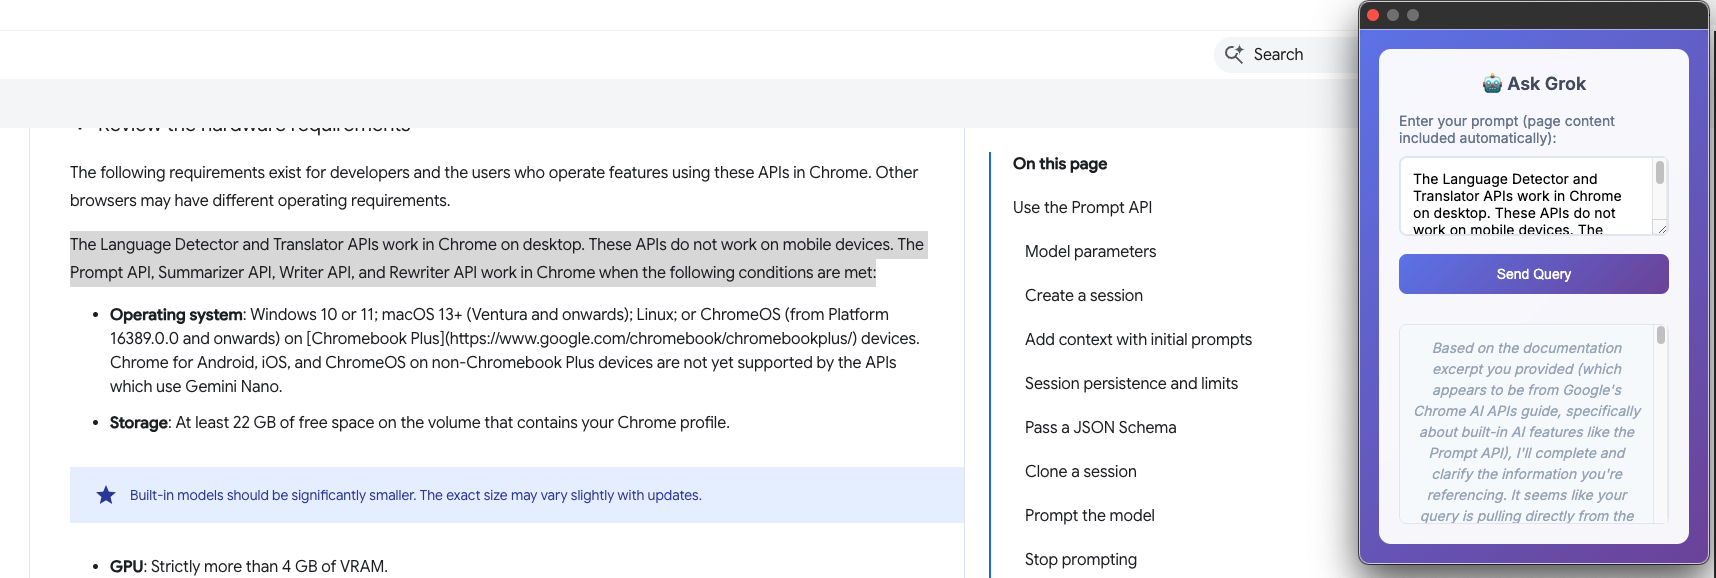 Search
Review the hardware requirements
The following requirements exist for developers and the users who operate features using these APIs in Chrome. Other
browsers may have different operating requirements.
The Language Detector and Translator APIs work in Chrome on desktop. These APIs do not work on mobile devices. The
Prompt API, Summarizer API, Writer API, and Rewriter API work in Chrome when the following conditions are met:
• Operating system: Windows 10 or 11; macOS 13+ (Ventura and onwards); Linux; or ChromeOS (from Platform
16389.0.0 and onwards) on [Chromebook Plus](https://www.google.com/chromebook/chromebookplus/) devices.
Chrome for Android, iOS, and ChromeOS on non-Chromebook Plus devices are not yet supported by the APIs
which use Gemini Nano.
• Storage: At least 22 GB of free space on the volume that contains your Chrome profile.
Built-in models should be significantly smaller. The exact size may vary slightly with updates.
• GPU: Strictly more than 4 GB of VRAM.
On this page
Use the Prompt API
Model parameters
Create a session
Add context with initial prompts
Session persistence and limits
Pass a JSON Schema
Clone a session
Prompt the model
Stop prompting
🤖 Ask Grok
Enter your prompt (page content
included automatically):
The Language Detector and
Translator APIs work in Chrome
on desktop. These APIs do not
work on mobile devices. The
Send Query
Based on the documentation
excerpt you provided (which
appears to be from Google's
Chrome AI APIs guide, specifically
about built-in AI features like the
Prompt API), I'll complete and
clarify the information you're
referencing. It seems like your
query is pulling directly from the